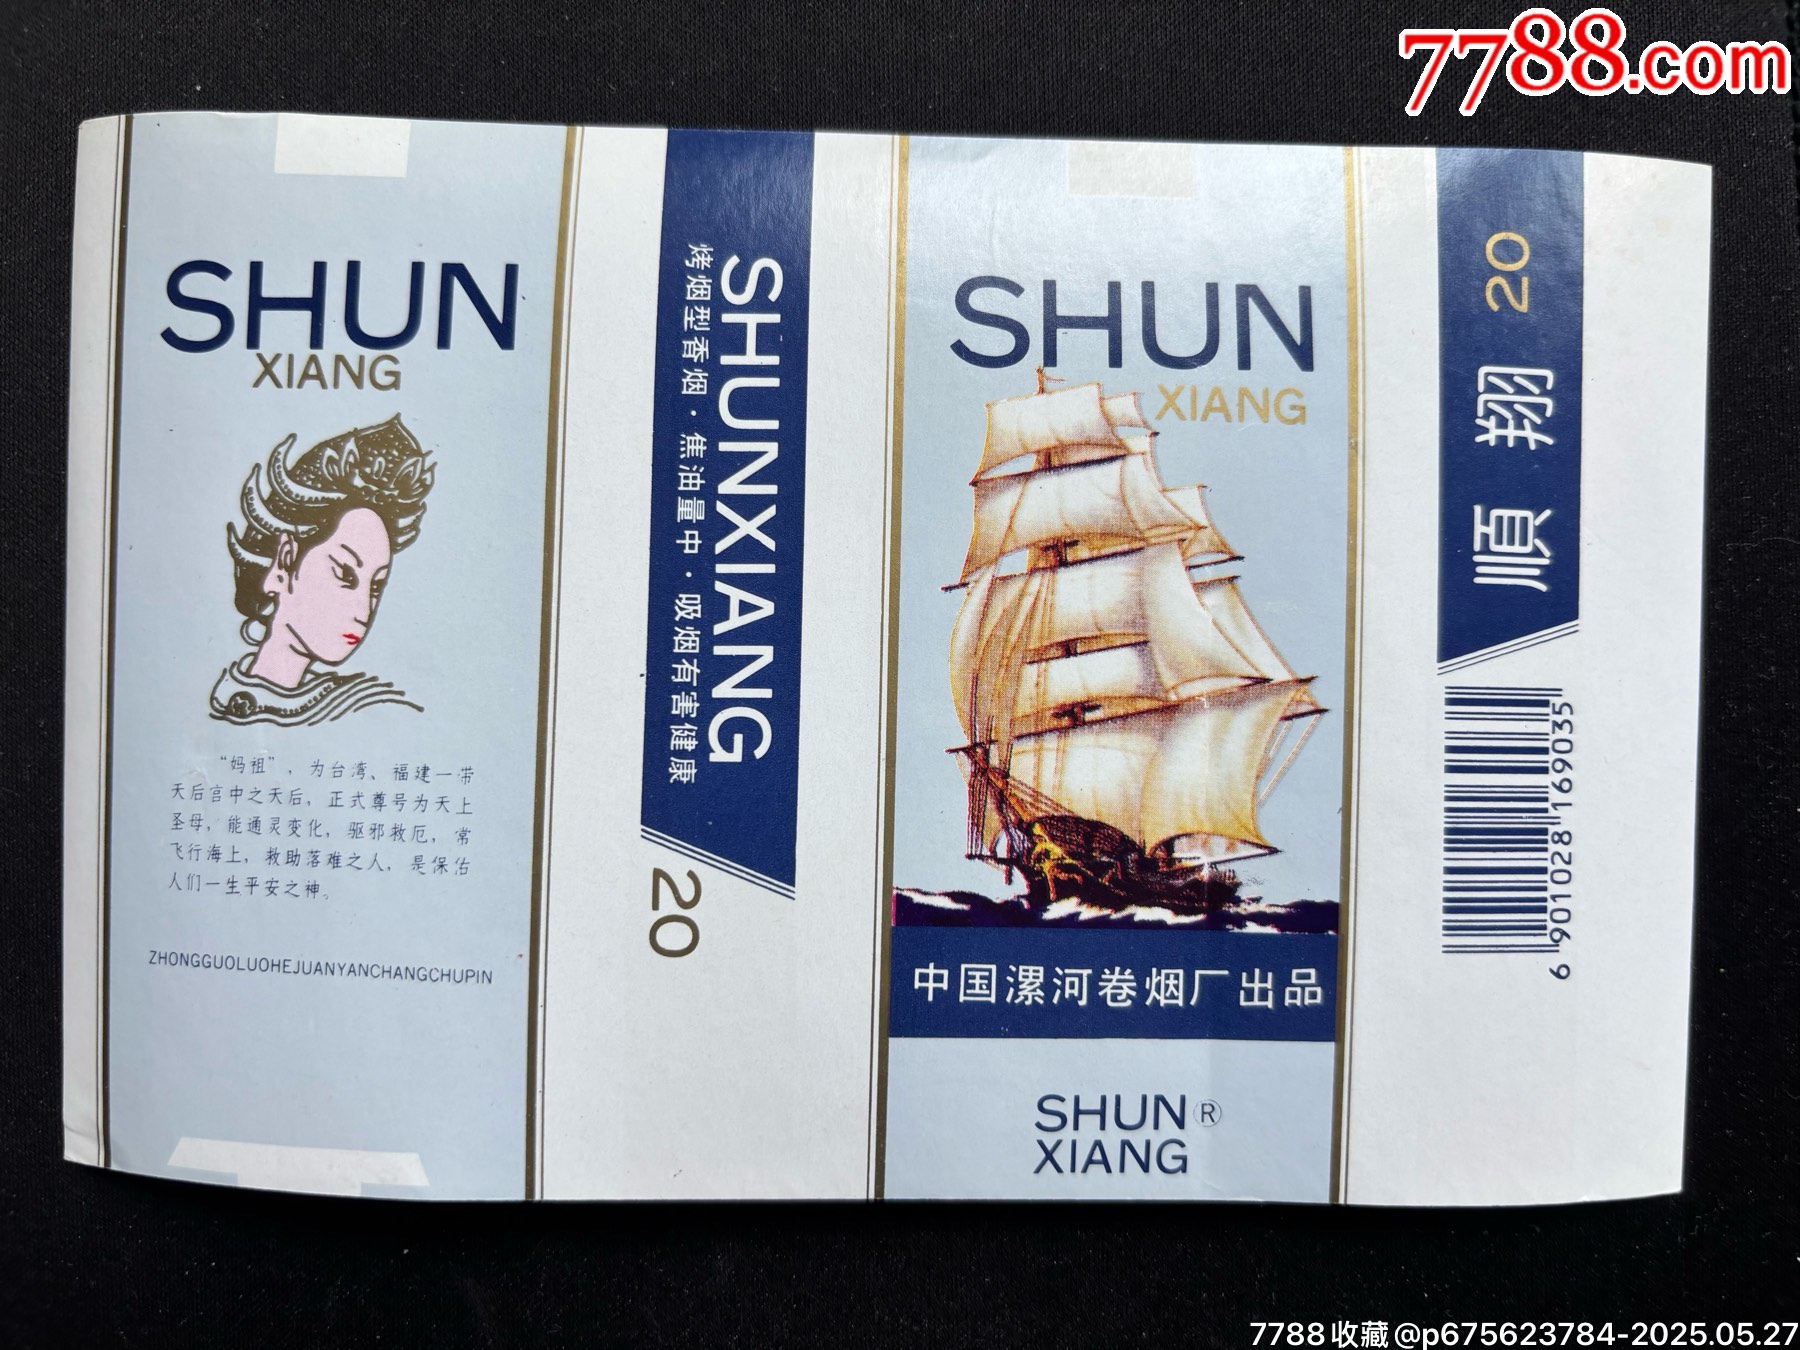 7788.com
SHUN
XIANG
“妈祖”，为台湾、福建一带
天后宫中之天后，正式尊号为天上
圣母，能通灵变化，驱邪救厄，常
飞行海上，救助落难之人，是保佑
人们一生平安之神。
ZHONGGUOLUOHEJUANYANCHANGCHUPIN
SHUNXIANG
烤烟型香烟·焦油量中·吸烟有害健康
20
SHUN
XIANG
中国漯河卷烟厂出品
SHUN®
XIANG
順翔 20
6901028169035
7788收藏@p675623784-2025.05.27